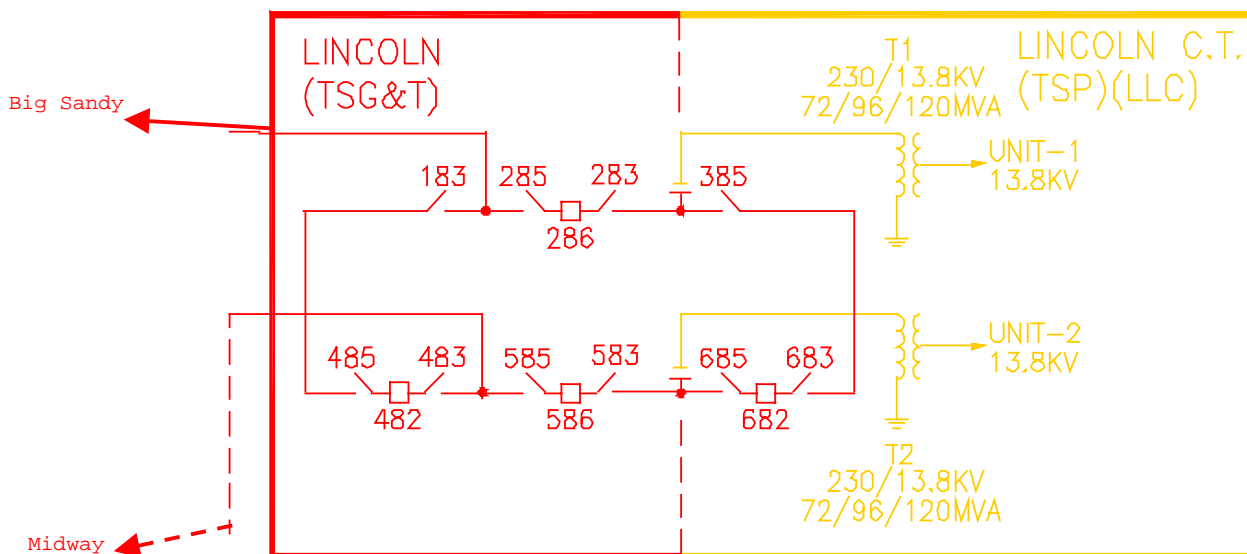 LINCOLN
(TSG&T)
T1
230/13.8KV
72/96/120MVA
LINCOLN C.T.
(TSP)(LLC)
Big Sandy
UNIT-1
13.8KV
183
285
283
385
286
UNIT-2
13.8KV
485
483
585
583
685
683
482
586
682
T2
230/13.8KV
72/96/120MVA
Midway